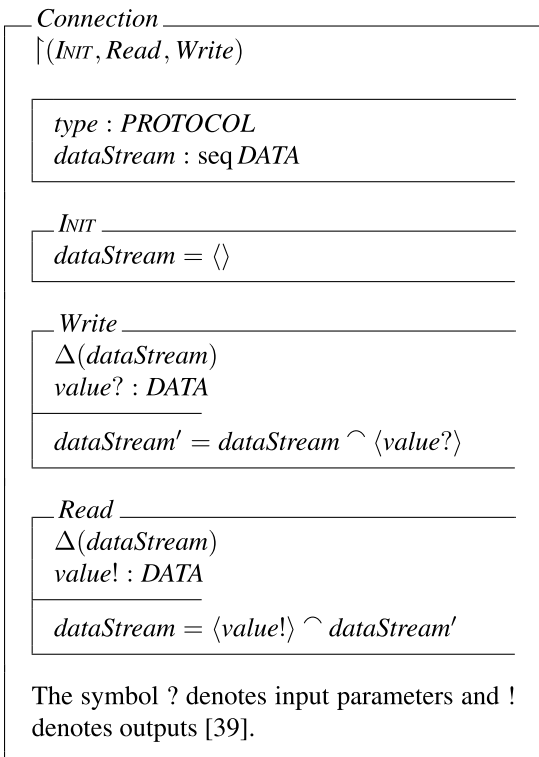 Connection
↾(INIT, Read, Write)
type : PROTOCOL
dataStream : seq DATA
INIT
dataStream = ⟨⟩
Write
Δ(dataStream)
value? : DATA
dataStream′ = dataStream ⌢ ⟨value?⟩
Read
Δ(dataStream)
value! : DATA
dataStream = ⟨value!⟩ ⌢ dataStream′
The symbol ? denotes input parameters and !
denotes outputs [39].